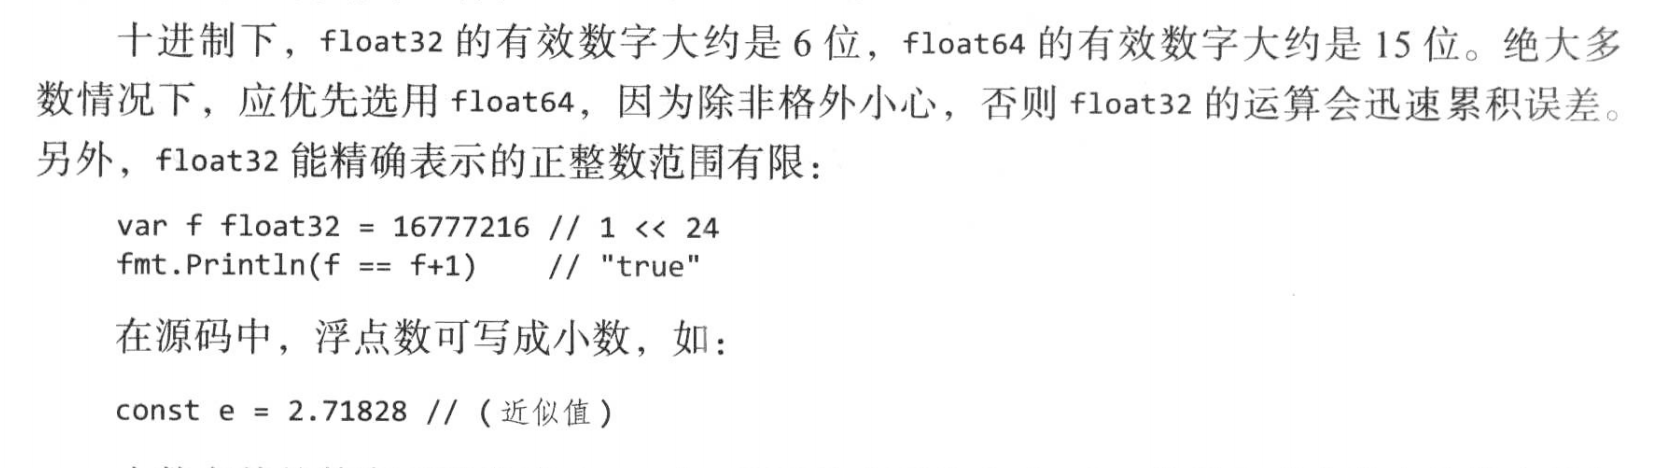 十进制下，float32 的有效数字大约是 6 位，float64 的有效数字大约是 15 位。绝大多
数情况下，应优先选用 float64，因为除非格外小心，否则 float32 的运算会迅速累积误差。
另外，float32 能精确表示的正整数范围有限：
var f float32 = 16777216 // 1 << 24
fmt.Println(f == f+1)    // "true"
在源码中，浮点数可写成小数，如：
const e = 2.71828 // (近似值)